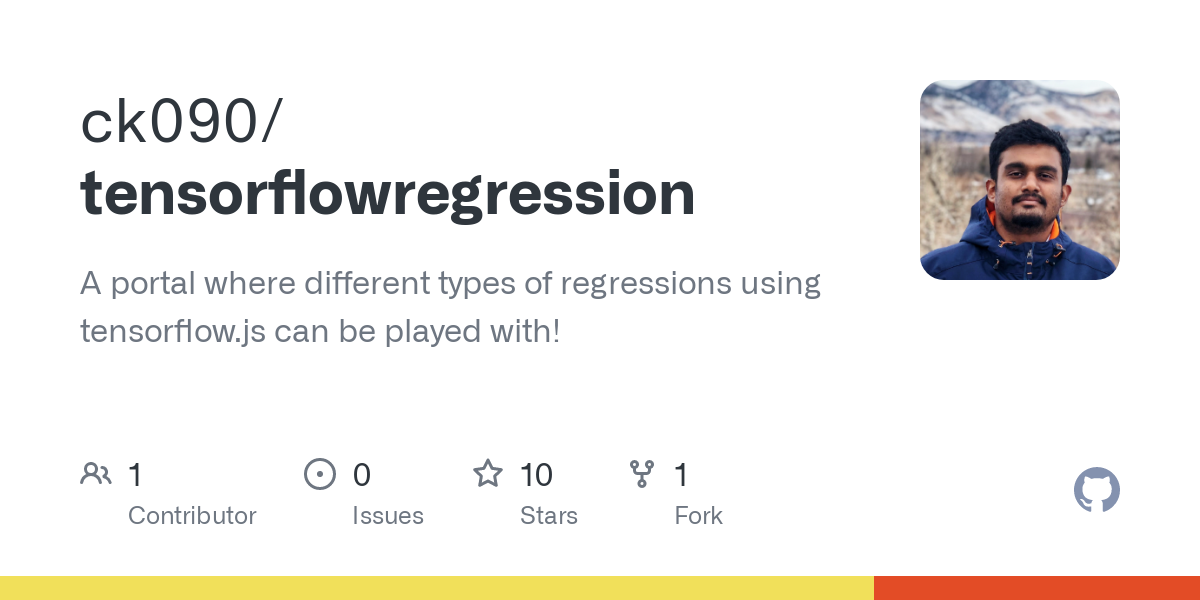 ck090/
tensorflowregression
A portal where different types of regressions using
tensorflow.js can be played with!
1
Contributor
0
Issues
10
Stars
1
Fork